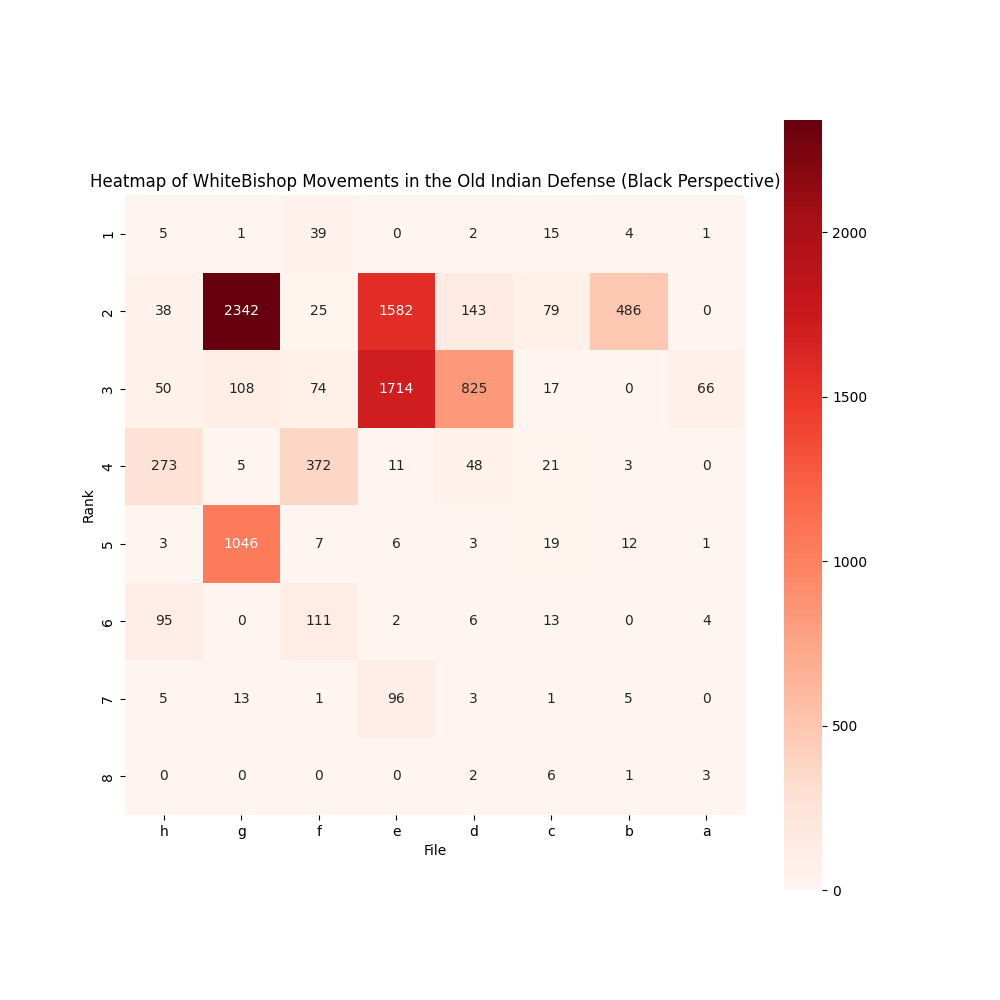 Heatmap of WhiteBishop Movements in the Old Indian Defense (Black Perspective)
1 5 1 39 0 2 15 4 1
2 38 2342 25 1582 143 79 486 0
3 50 108 74 1714 825 17 0 66
4 273 5 372 11 48 21 3 0
Rank
5 3 1046 7 6 3 19 12 1
6 95 0 111 2 6 13 0 4
7 5 13 1 96 3 1 5 0
8 0 0 0 0 2 6 1 3
h g f e d c b a
File
2000
1500
1000
500
0